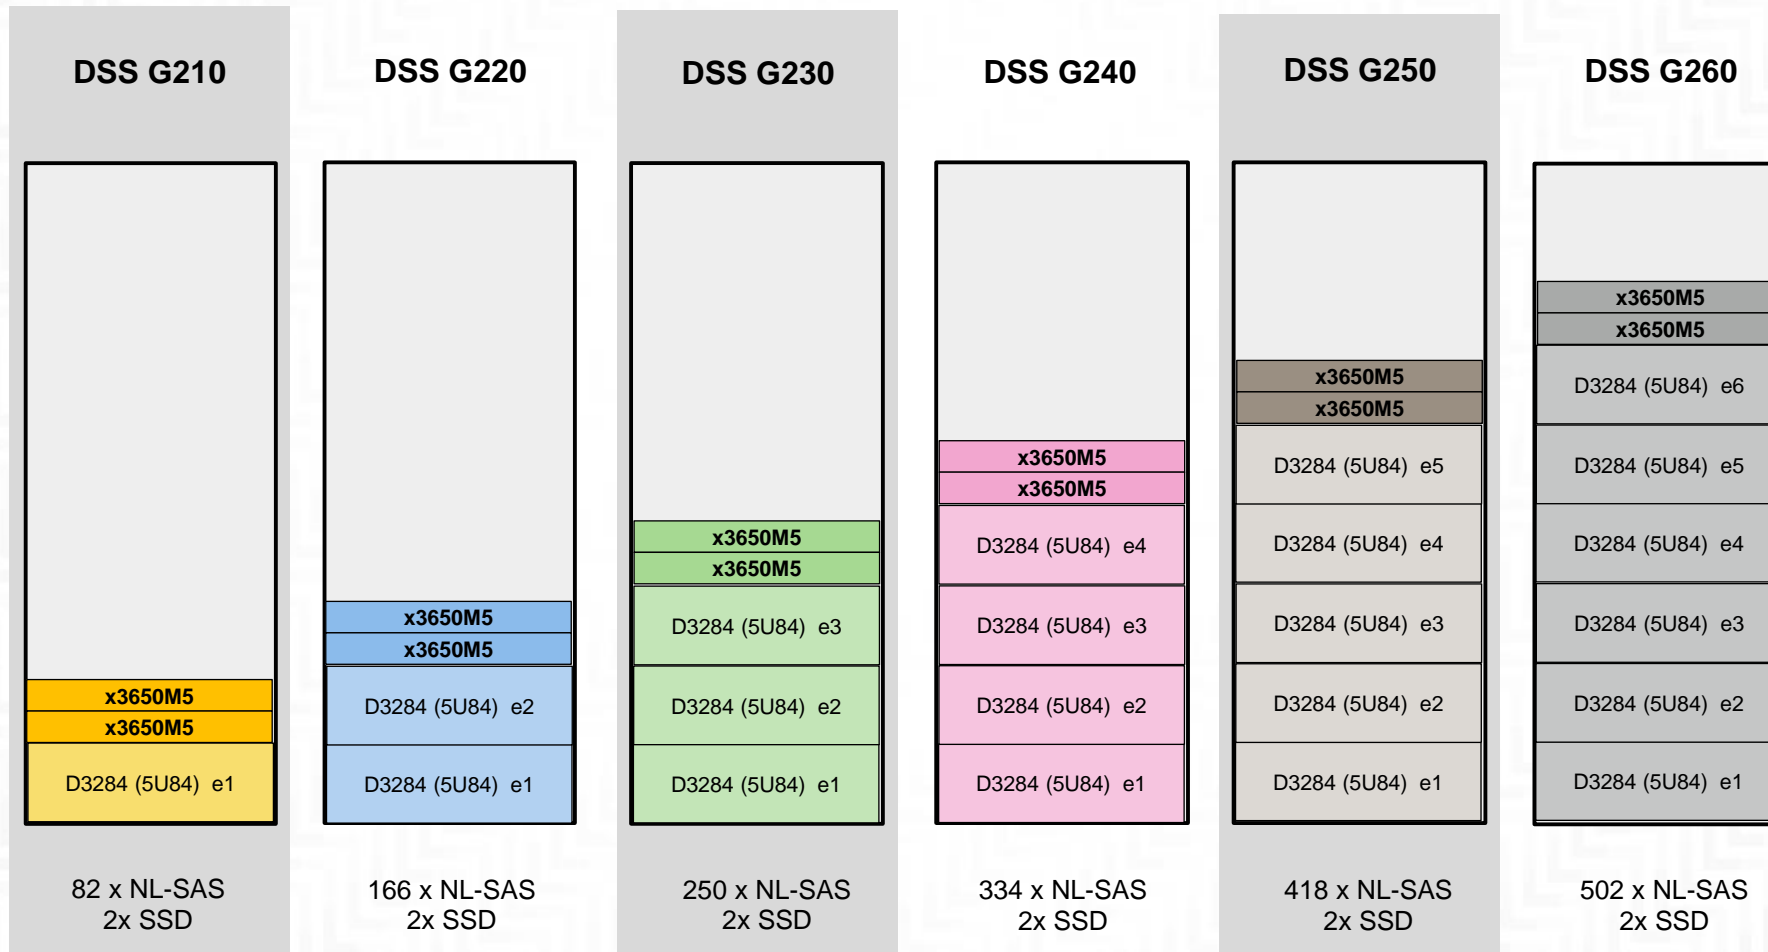 DSS G210
x3650M5
x3650M5
D3284 (5U84) e1
82 x NL-SAS
2x SSD
DSS G220
x3650M5
x3650M5
D3284 (5U84) e2
D3284 (5U84) e1
166 x NL-SAS
2x SSD
DSS G230
x3650M5
x3650M5
D3284 (5U84) e3
D3284 (5U84) e2
D3284 (5U84) e1
250 x NL-SAS
2x SSD
DSS G240
x3650M5
x3650M5
D3284 (5U84) e4
D3284 (5U84) e3
D3284 (5U84) e2
D3284 (5U84) e1
334 x NL-SAS
2x SSD
DSS G250
x3650M5
x3650M5
D3284 (5U84) e5
D3284 (5U84) e4
D3284 (5U84) e3
D3284 (5U84) e2
D3284 (5U84) e1
418 x NL-SAS
2x SSD
DSS G260
x3650M5
x3650M5
D3284 (5U84) e6
D3284 (5U84) e5
D3284 (5U84) e4
D3284 (5U84) e3
D3284 (5U84) e2
D3284 (5U84) e1
502 x NL-SAS
2x SSD